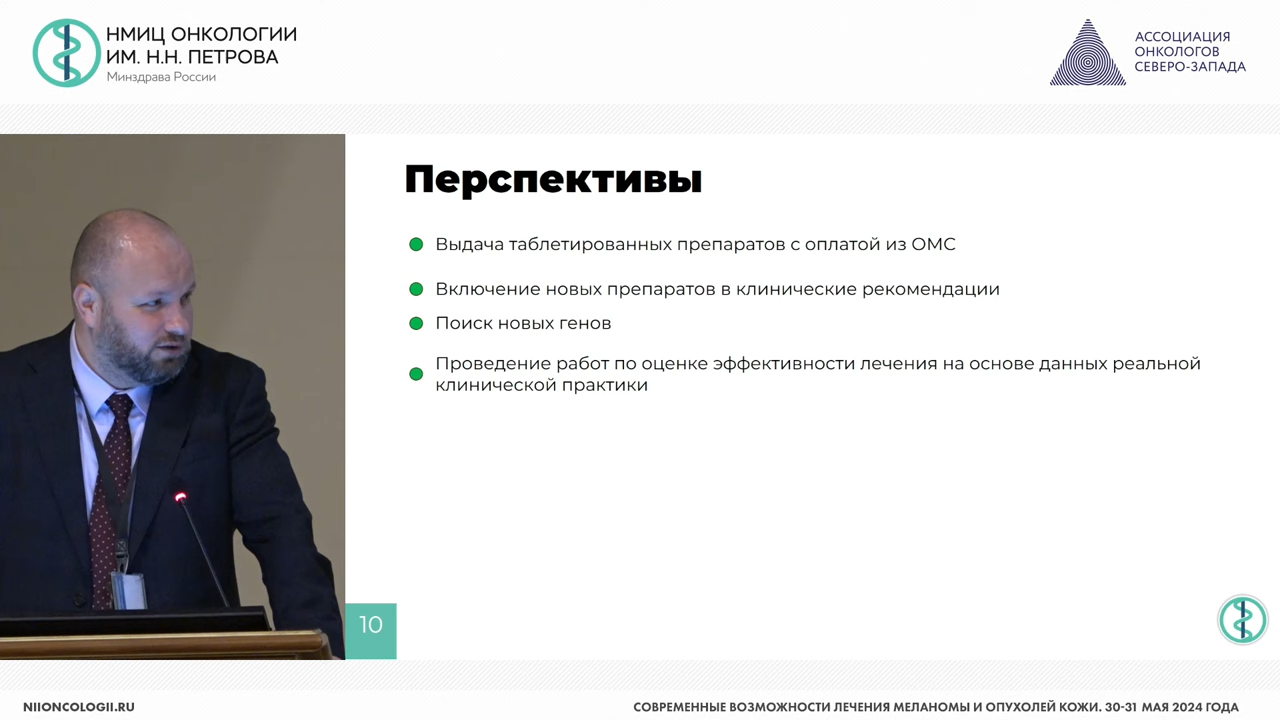 НМИЦ ОНКОЛОГИИ
ИМ. Н.Н. ПЕТРОВА
Минздрава России
АССОЦИАЦИЯ
ОНКОЛОГОВ
СЕВЕРО-ЗАПАДА
Перспективы
Выдача таблетированных препаратов с оплатой из ОМС
Включение новых препаратов в клинические рекомендации
Поиск новых генов
Проведение работ по оценке эффективности лечения на основе данных реальной
клинической практики
10
NIIONCOLOGII.RU
СОВРЕМЕННЫЕ ВОЗМОЖНОСТИ ЛЕЧЕНИЯ МЕЛАНОМЫ И ОПУХОЛЕЙ КОЖИ. 30-31 МАЯ 2024 ГОДА